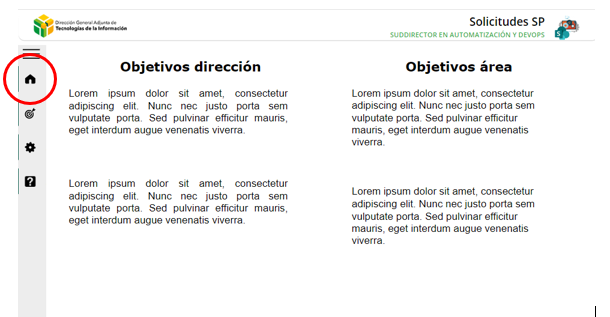 Dirección General Adjunta de
Tecnologías de la Información
Solicitudes SP
SUDDIRECTOR EN AUTOMATIZACIÓN Y DEVOPS
Objetivos dirección
Lorem ipsum dolor sit amet, consectetur
adipiscing elit. Nunc nec justo porta sem
vulputate porta. Sed pulvinar efficitur mauris,
eget interdum augue venenatis viverra.
Lorem ipsum dolor sit amet, consectetur
adipiscing elit. Nunc nec justo porta sem
vulputate porta. Sed pulvinar efficitur mauris,
eget interdum augue venenatis viverra.
Objetivos área
Lorem ipsum dolor sit amet, consectetur
adipiscing elit. Nunc nec justo porta sem
vulputate porta. Sed pulvinar efficitur
mauris, eget interdum augue venenatis
viverra.
Lorem ipsum dolor sit amet, consectetur
adipiscing elit. Nunc nec justo porta sem
vulputate porta. Sed pulvinar efficitur
mauris, eget interdum augue venenatis
viverra.